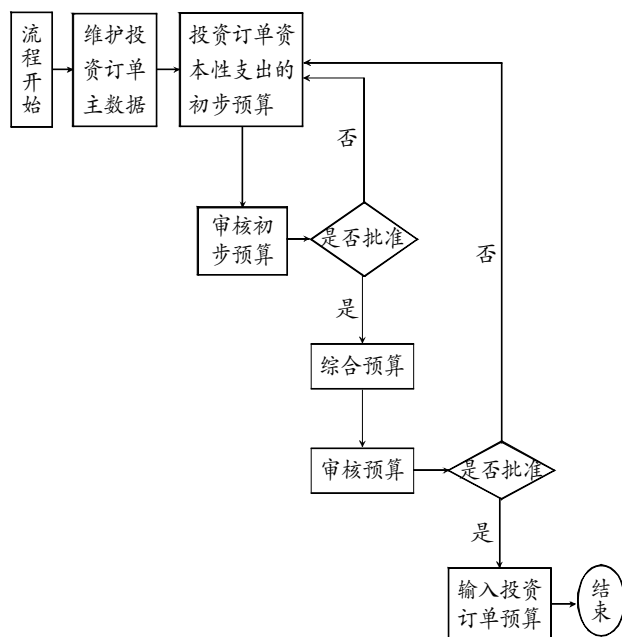 流程开始
维护投
资订单
主数据
投资订单资
本性支出的
初步预算
否
审核初
步预算
是否批准
否
是
综合预算
审核预算
是否批准
是
输入投资
订单预算
结
束